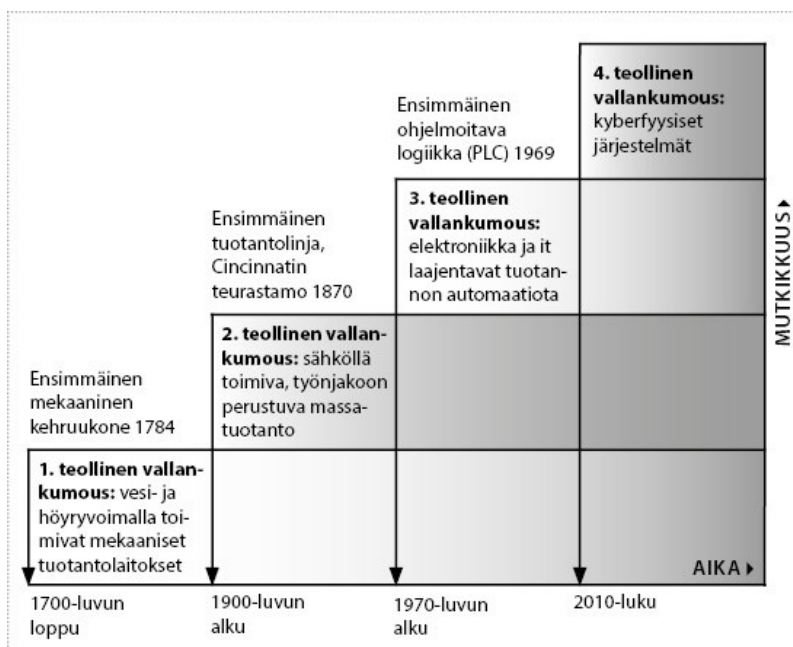 4. teollinen
vallankumous:
kyberfyysiset
järjestelmät
Ensimmäinen
ohjelmoitava
logiikka (PLC) 1969
3. teollinen
vallankumous:
elektroniikka ja it
laajentavat tuotan-
non automaatiota
Ensimmäinen
tuotantolinja,
Cincinnatin
teurastamo 1870
2. teollinen vallan-
kumous: sähköllä
toimiva, työnjakoon
perustuva massa-
tuotanto
Ensimmäinen
mekaaninen
kehruukone 1784
1. teollinen vallan-
kumous: vesi- ja
höyryvoimalla toi-
mivat mekaaniset
tuotantolaitokset
MUTKIKKUUS
AIKA
1700-luvun
loppu
1900-luvun
alku
1970-luvun
alku
2010-luku